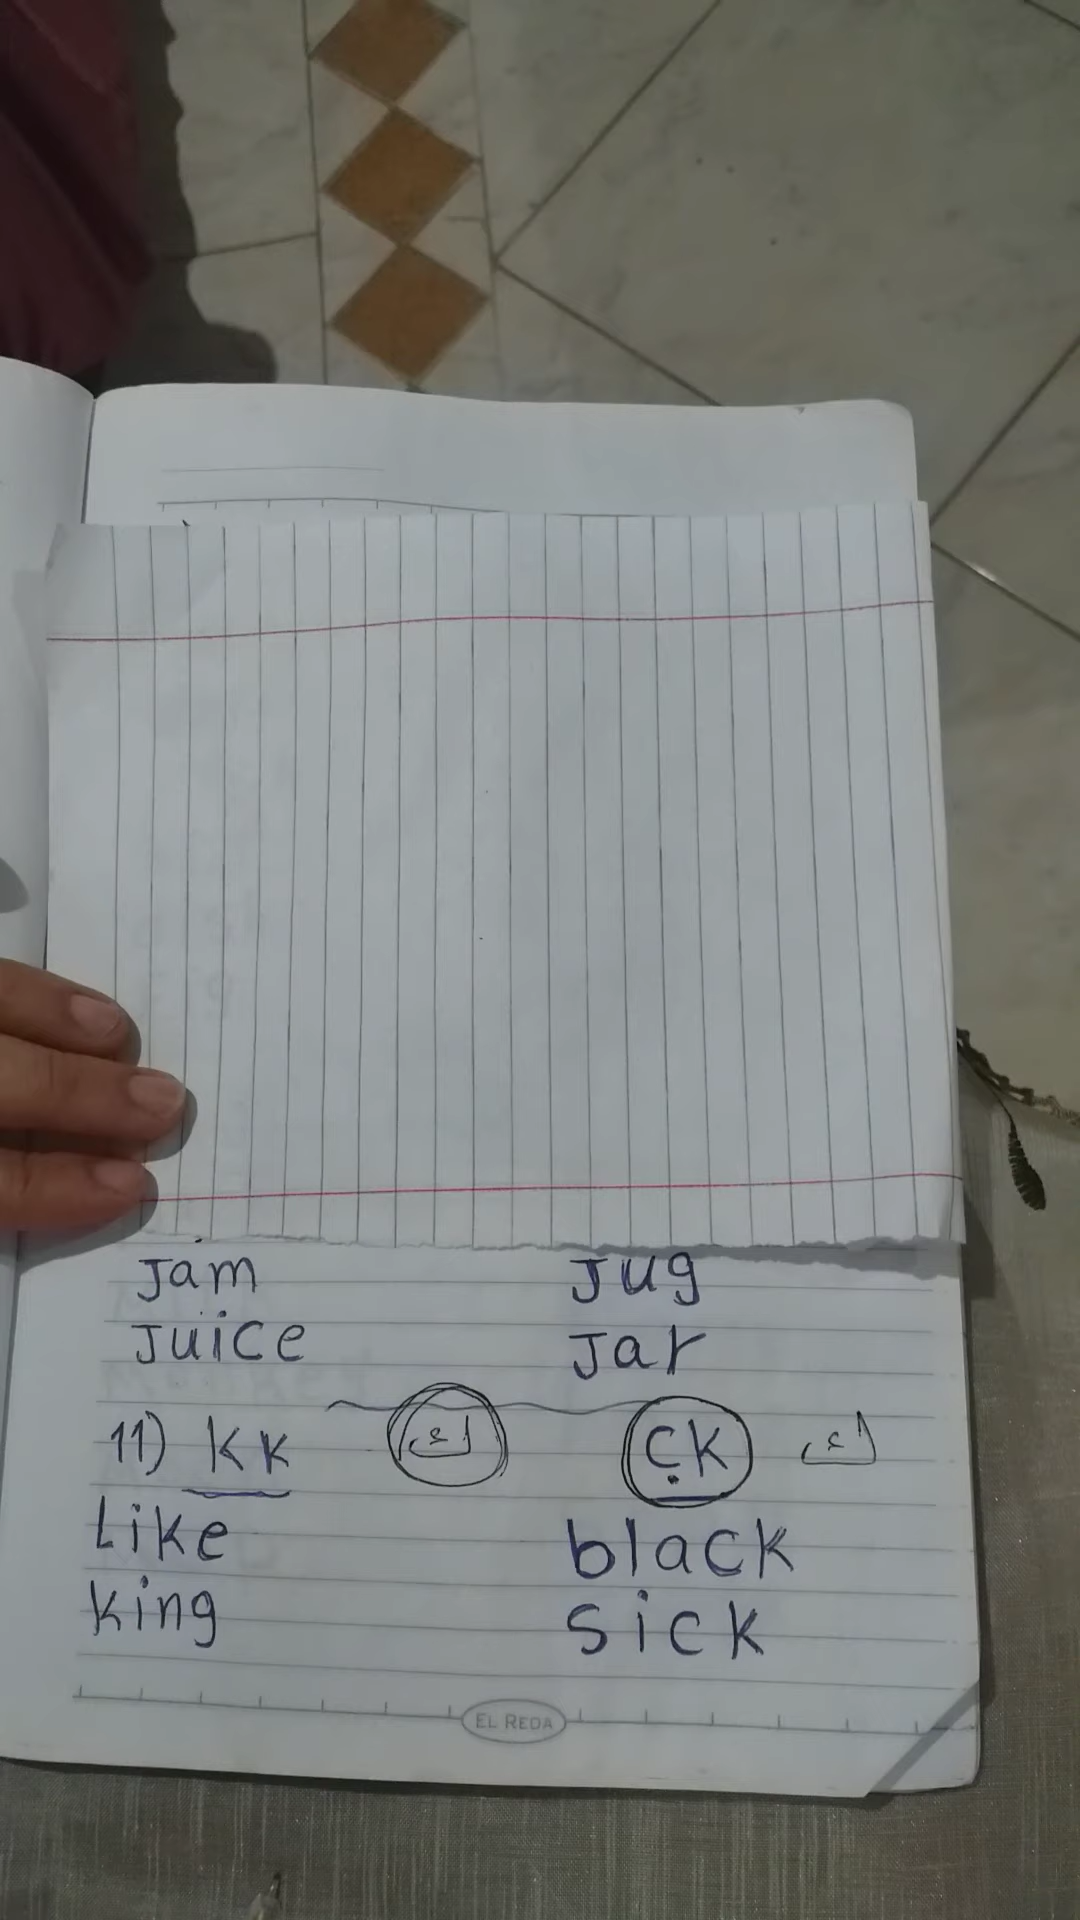 Jam Jug
Juice Jar
11) Kk ك ck ك
Like black
king sick
EL REDA